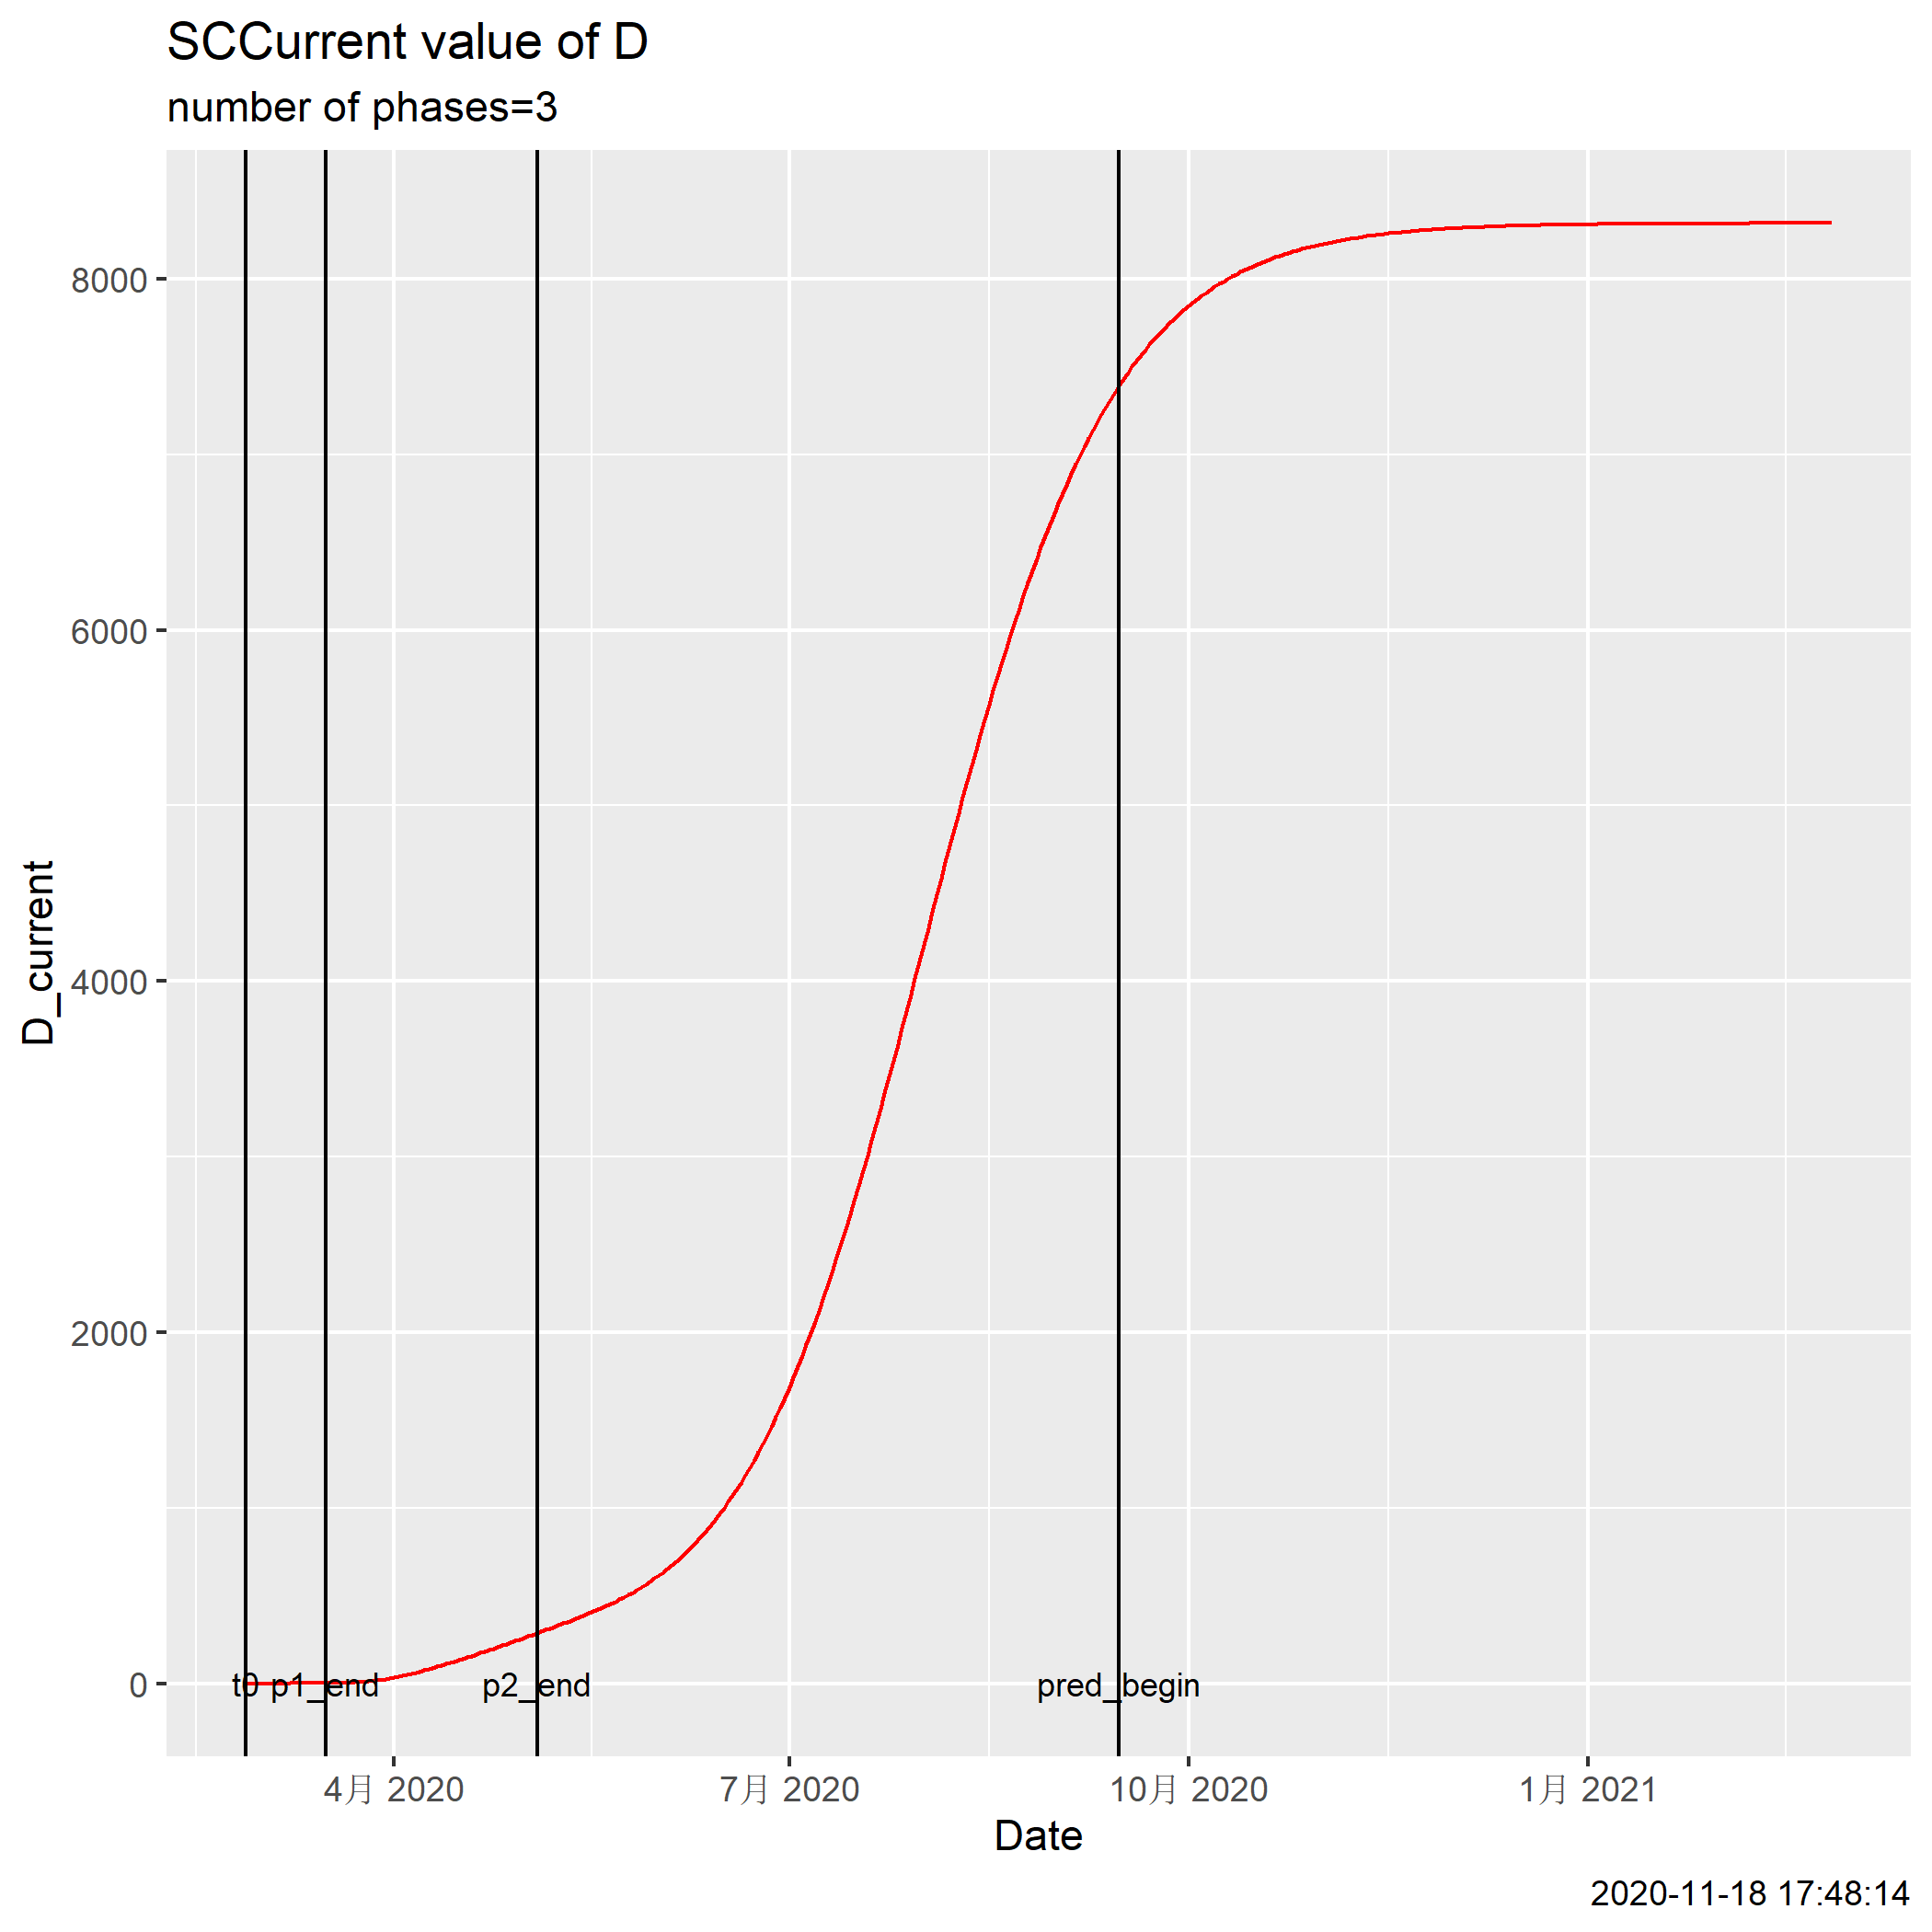 SCCurrent value of D
number of phases=3
D_current
8000
6000
4000
2000
0
t0 p1_end p2_end pred_begin
4月 2020 7月 2020 10月 2020 1月 2021
Date
2020-11-18 17:48:14